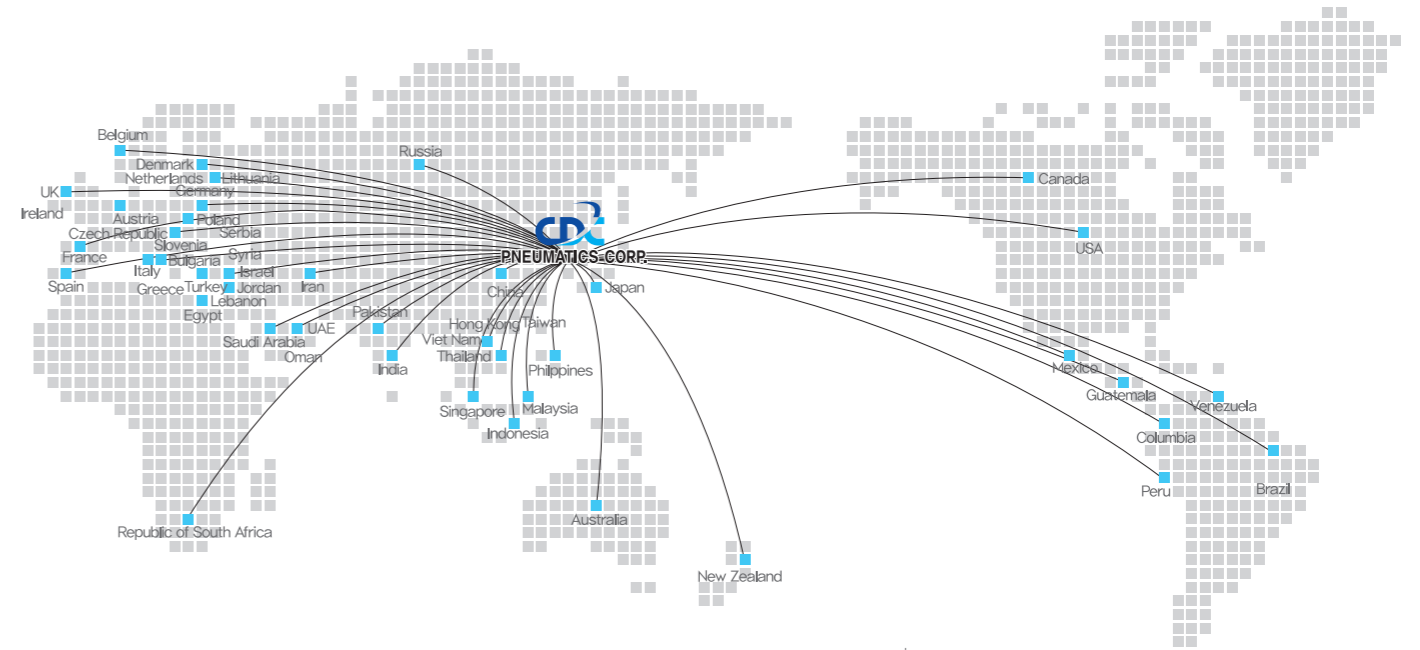 Belgium
Denmark
Russia
Netherlands
Lithuania
Canada
UK
Germany
Ireland
Austria
Poland
Czech Republic
Serbia
Slovenia
USA
France
Syria
CDX
PNEUMATICS CORP.
Bulgaria
Italy
Israel
Spain
Greece
Turkey
Jordan
Iran
China
Japan
Lebanon
Egypt
Pakistan
Hong Kong
Taiwan
UAE
Saudi Arabia
Viet Nam
Oman
Thailand
India
Philppines
Mexico
Guatemala
Singapore
Malaysia
Venezuela
Indonesia
Columbia
Peru
Brazil
Australia
Republic of South Africa
New Zealand